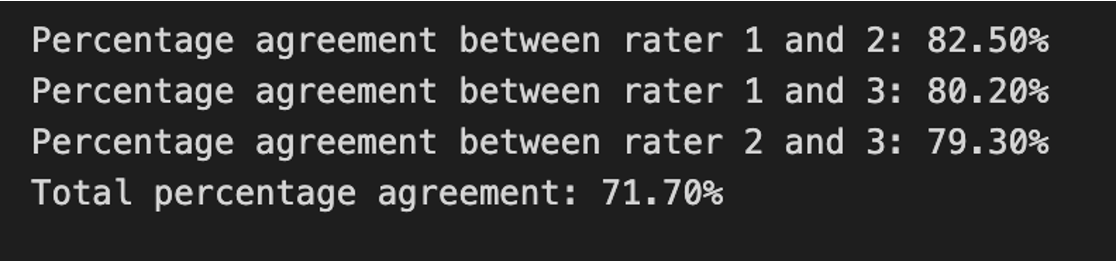 Percentage agreement between rater 1 and 2: 82.50%
Percentage agreement between rater 1 and 3: 80.20%
Percentage agreement between rater 2 and 3: 79.30%
Total percentage agreement: 71.70%